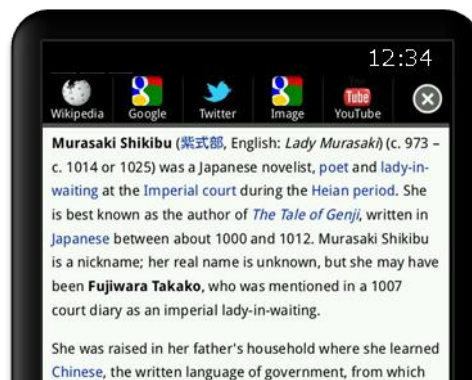 12:34
Wikipedia Google Twitter Image YouTube
Tube
Murasaki Shikibu (紫式部, English: Lady Murasaki) (c. 973 –
c. 1014 or 1025) was a Japanese novelist, poet and lady-in-
waiting at the Imperial court during the Heian period. She
is best known as the author of The Tale of Genji, written in
Japanese between about 1000 and 1012. Murasaki Shikibu
is a nickname; her real name is unknown, but she may have
been Fujiwara Takako, who was mentioned in a 1007
court diary as an imperial lady-in-waiting.
She was raised in her father's household where she learned
Chinese, the written language of government, from which